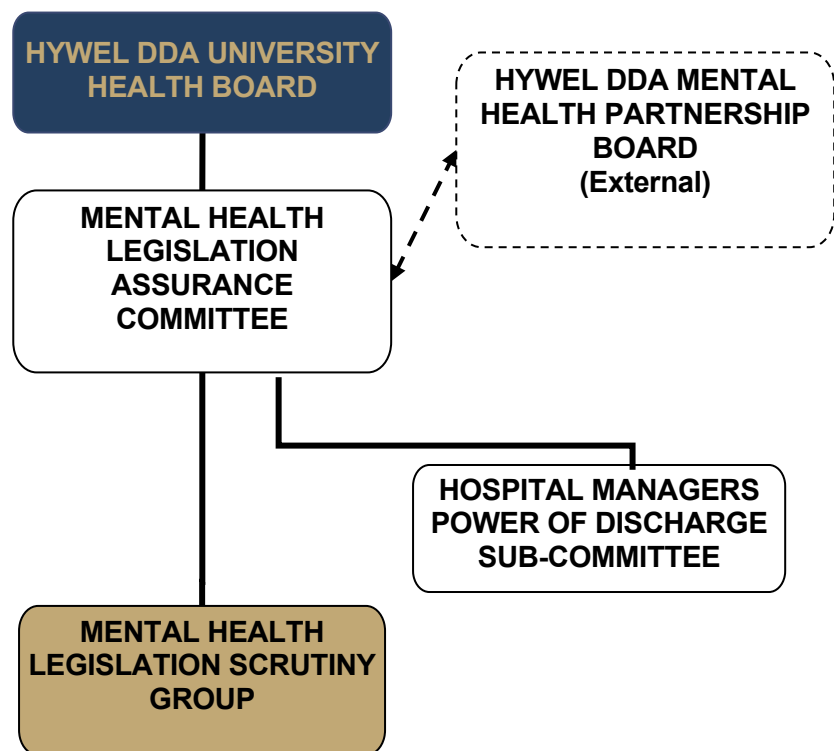 HYWEL DDA UNIVERSITY
HEALTH BOARD
HYWEL DDA MENTAL
HEALTH PARTNERSHIP
BOARD
(External)
MENTAL HEALTH
LEGISLATION
ASSURANCE
COMMITTEE
HOSPITAL MANAGERS
POWER OF DISCHARGE
SUB-COMMITTEE
MENTAL HEALTH
LEGISLATION SCRUTINY
GROUP